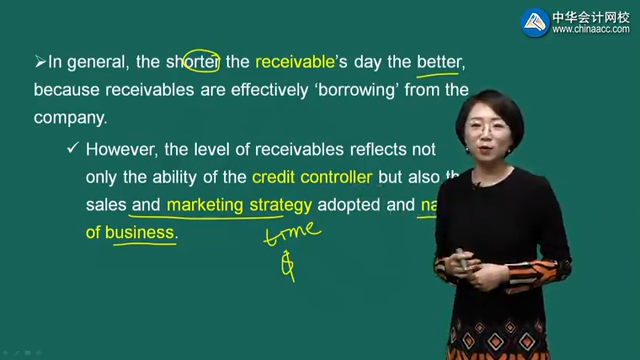 中华会计网校
www.chinaacc.com
➢In general, the shorter the receivable's day the better,
because receivables are effectively 'borrowing' from the
company.
✓ However, the level of receivables reflects not
only the ability of the credit controller but also
sales and marketing strategy adopted and
of business.
time
$